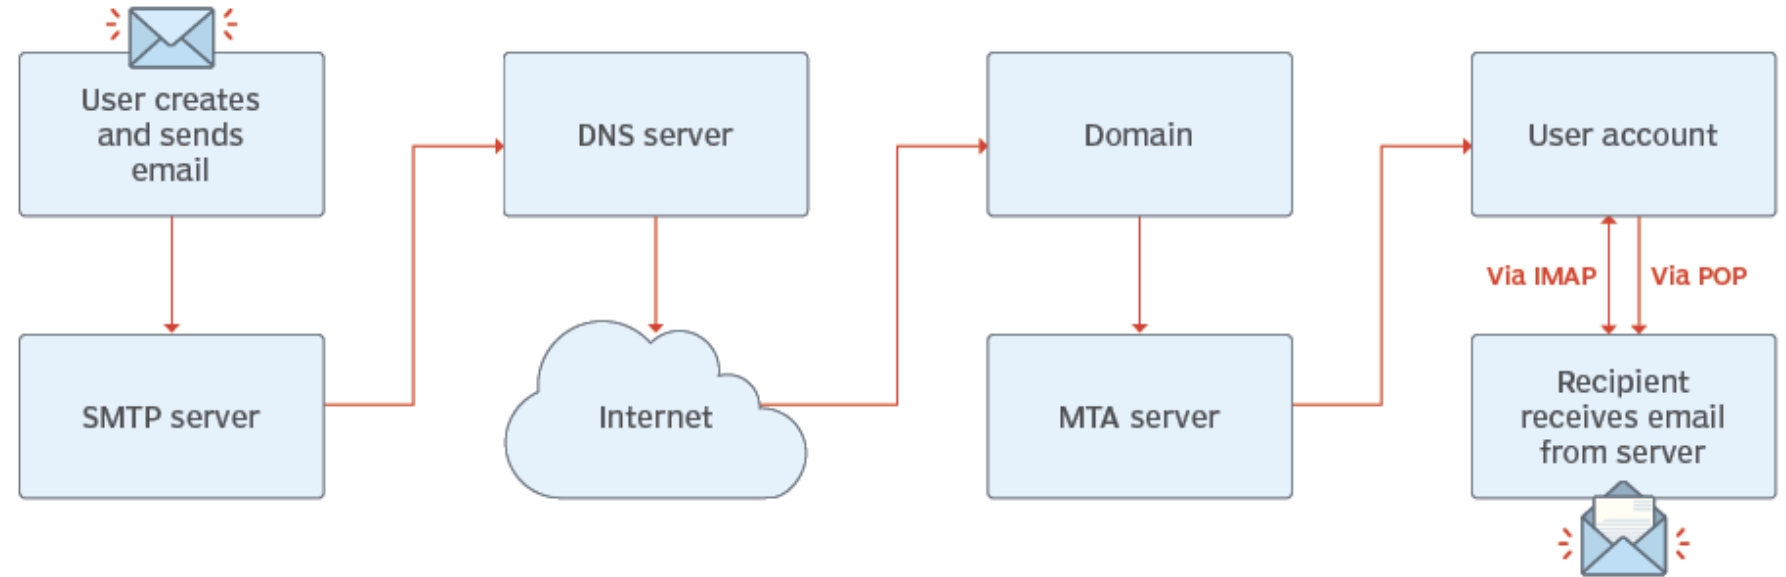 User creates
and sends
email
SMTP server
DNS server
Internet
Domain
MTA server
User account
Via IMAP
Via POP
Recipient
receives email
from server